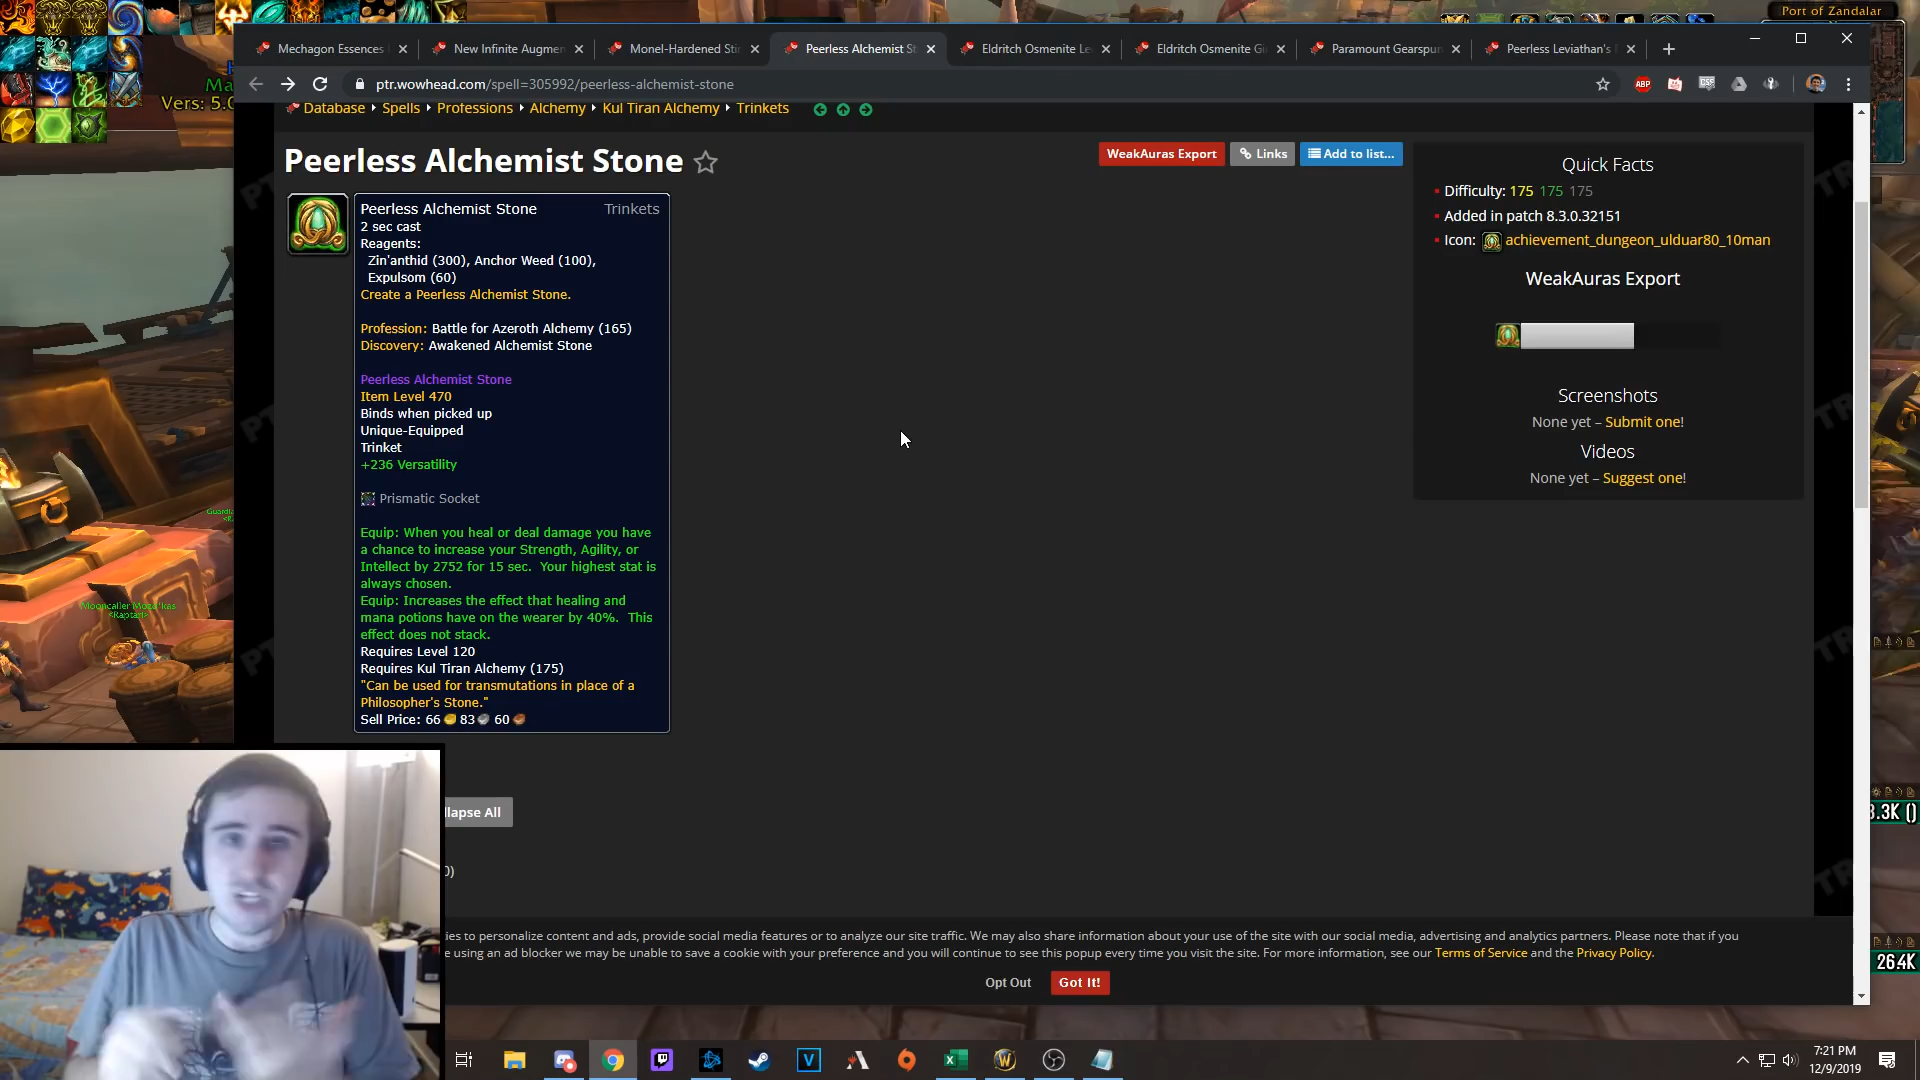 Port of Zandalar
Mechagon Essences
New Infinite Augmen
Monel-Hardened Sti
Peerless Alchemist St
Eldritch Osmenite Le
Eldritch Osmenite Gi
Paramount Gearspun
Peerless Leviathan's
ptr.wowhead.com/spell=305992/peerless-alchemist-stone
ABP
Vers: 5.0
Database
Spells
Professions
Alchemy
Kul Tiran Alchemy
Trinkets
Peerless Alchemist Stone
WeakAuras Export
Links
Add to list...
Peerless Alchemist Stone Trinkets
2 sec cast
Reagents:
Zin'anthid (300), Anchor Weed (100),
Expulsom (60)
Create a Peerless Alchemist Stone.
Profession: Battle for Azeroth Alchemy (165)
Discovery: Awakened Alchemist Stone
Peerless Alchemist Stone
Item Level 470
Binds when picked up
Unique-Equipped
Trinket
+236 Versatility
Prismatic Socket
Equip: When you heal or deal damage you have
a chance to increase your Strength, Agility, or
Intellect by 2752 for 15 sec. Your highest stat is
always chosen.
Equip: Increases the effect that healing and
mana potions have on the wearer by 40%. This
effect does not stack.
Requires Level 120
Requires Kul Tiran Alchemy (175)
"Can be used for transmutations in place of a
Philosopher's Stone."
Sell Price: 66 83 60
Quick Facts
Difficulty: 175 175 175
Added in patch 8.3.0.32151
Icon: achievement_dungeon_ulduar80_10man
WeakAuras Export
Screenshots
None yet – Submit one!
Videos
None yet – Suggest one!
llapse All
0)
ies to personalize content and ads, provide social media features or to analyze our site traffic. We may also share information about your use of the site with our social media, advertising and analytics partners. Please note that if you
e using an ad blocker we may be unable to save a cookie with your preference and you will continue to see this popup every time you visit the site. For more information, see our Terms of Service and the Privacy Policy.
Opt Out
Got It!
3.3K ()
26.4K
7:21 PM
12/9/2019